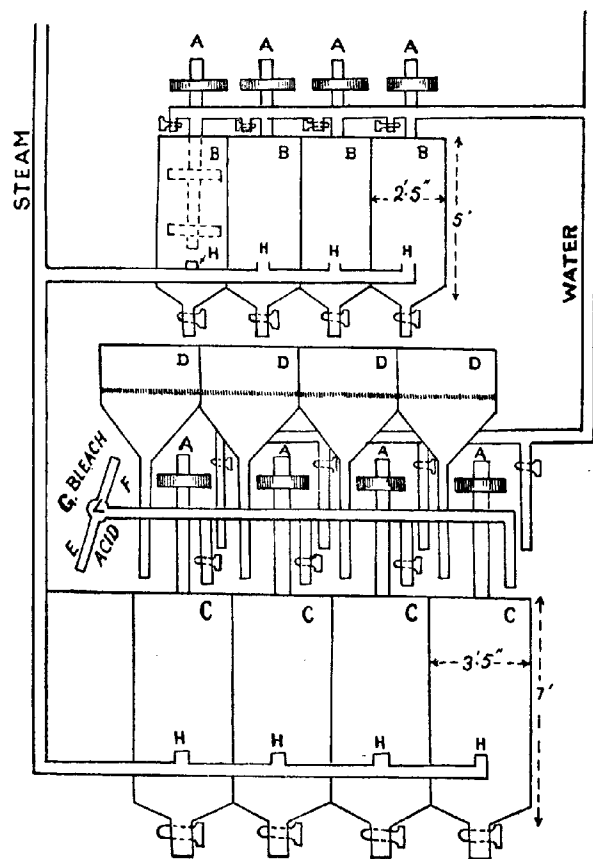 A A A A
STEAM
B B B B
2'·5"
5'
H H H H
WATER
D D D D
A A A A
G. BLEACH
F
E ACID
C C C C
3'·5"
7'
H H H H